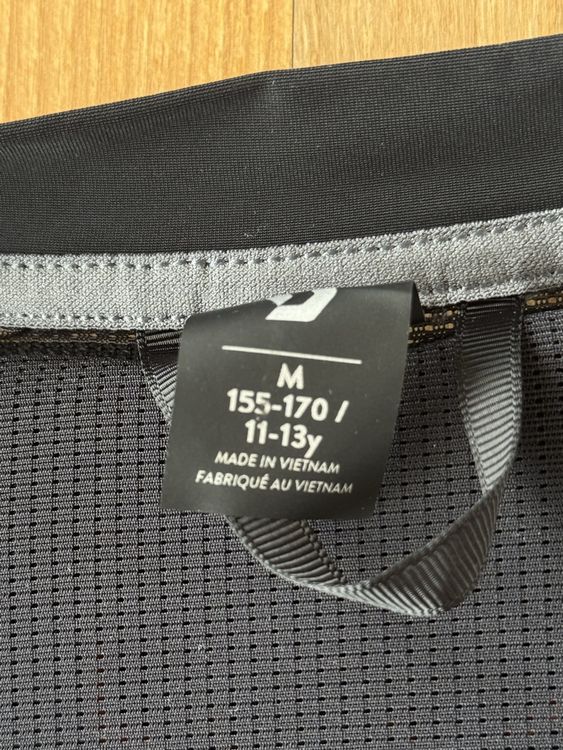 M
155-170 /
11-13y
MADE IN VIETNAM
FABRIQUÉ AU VIETNAM